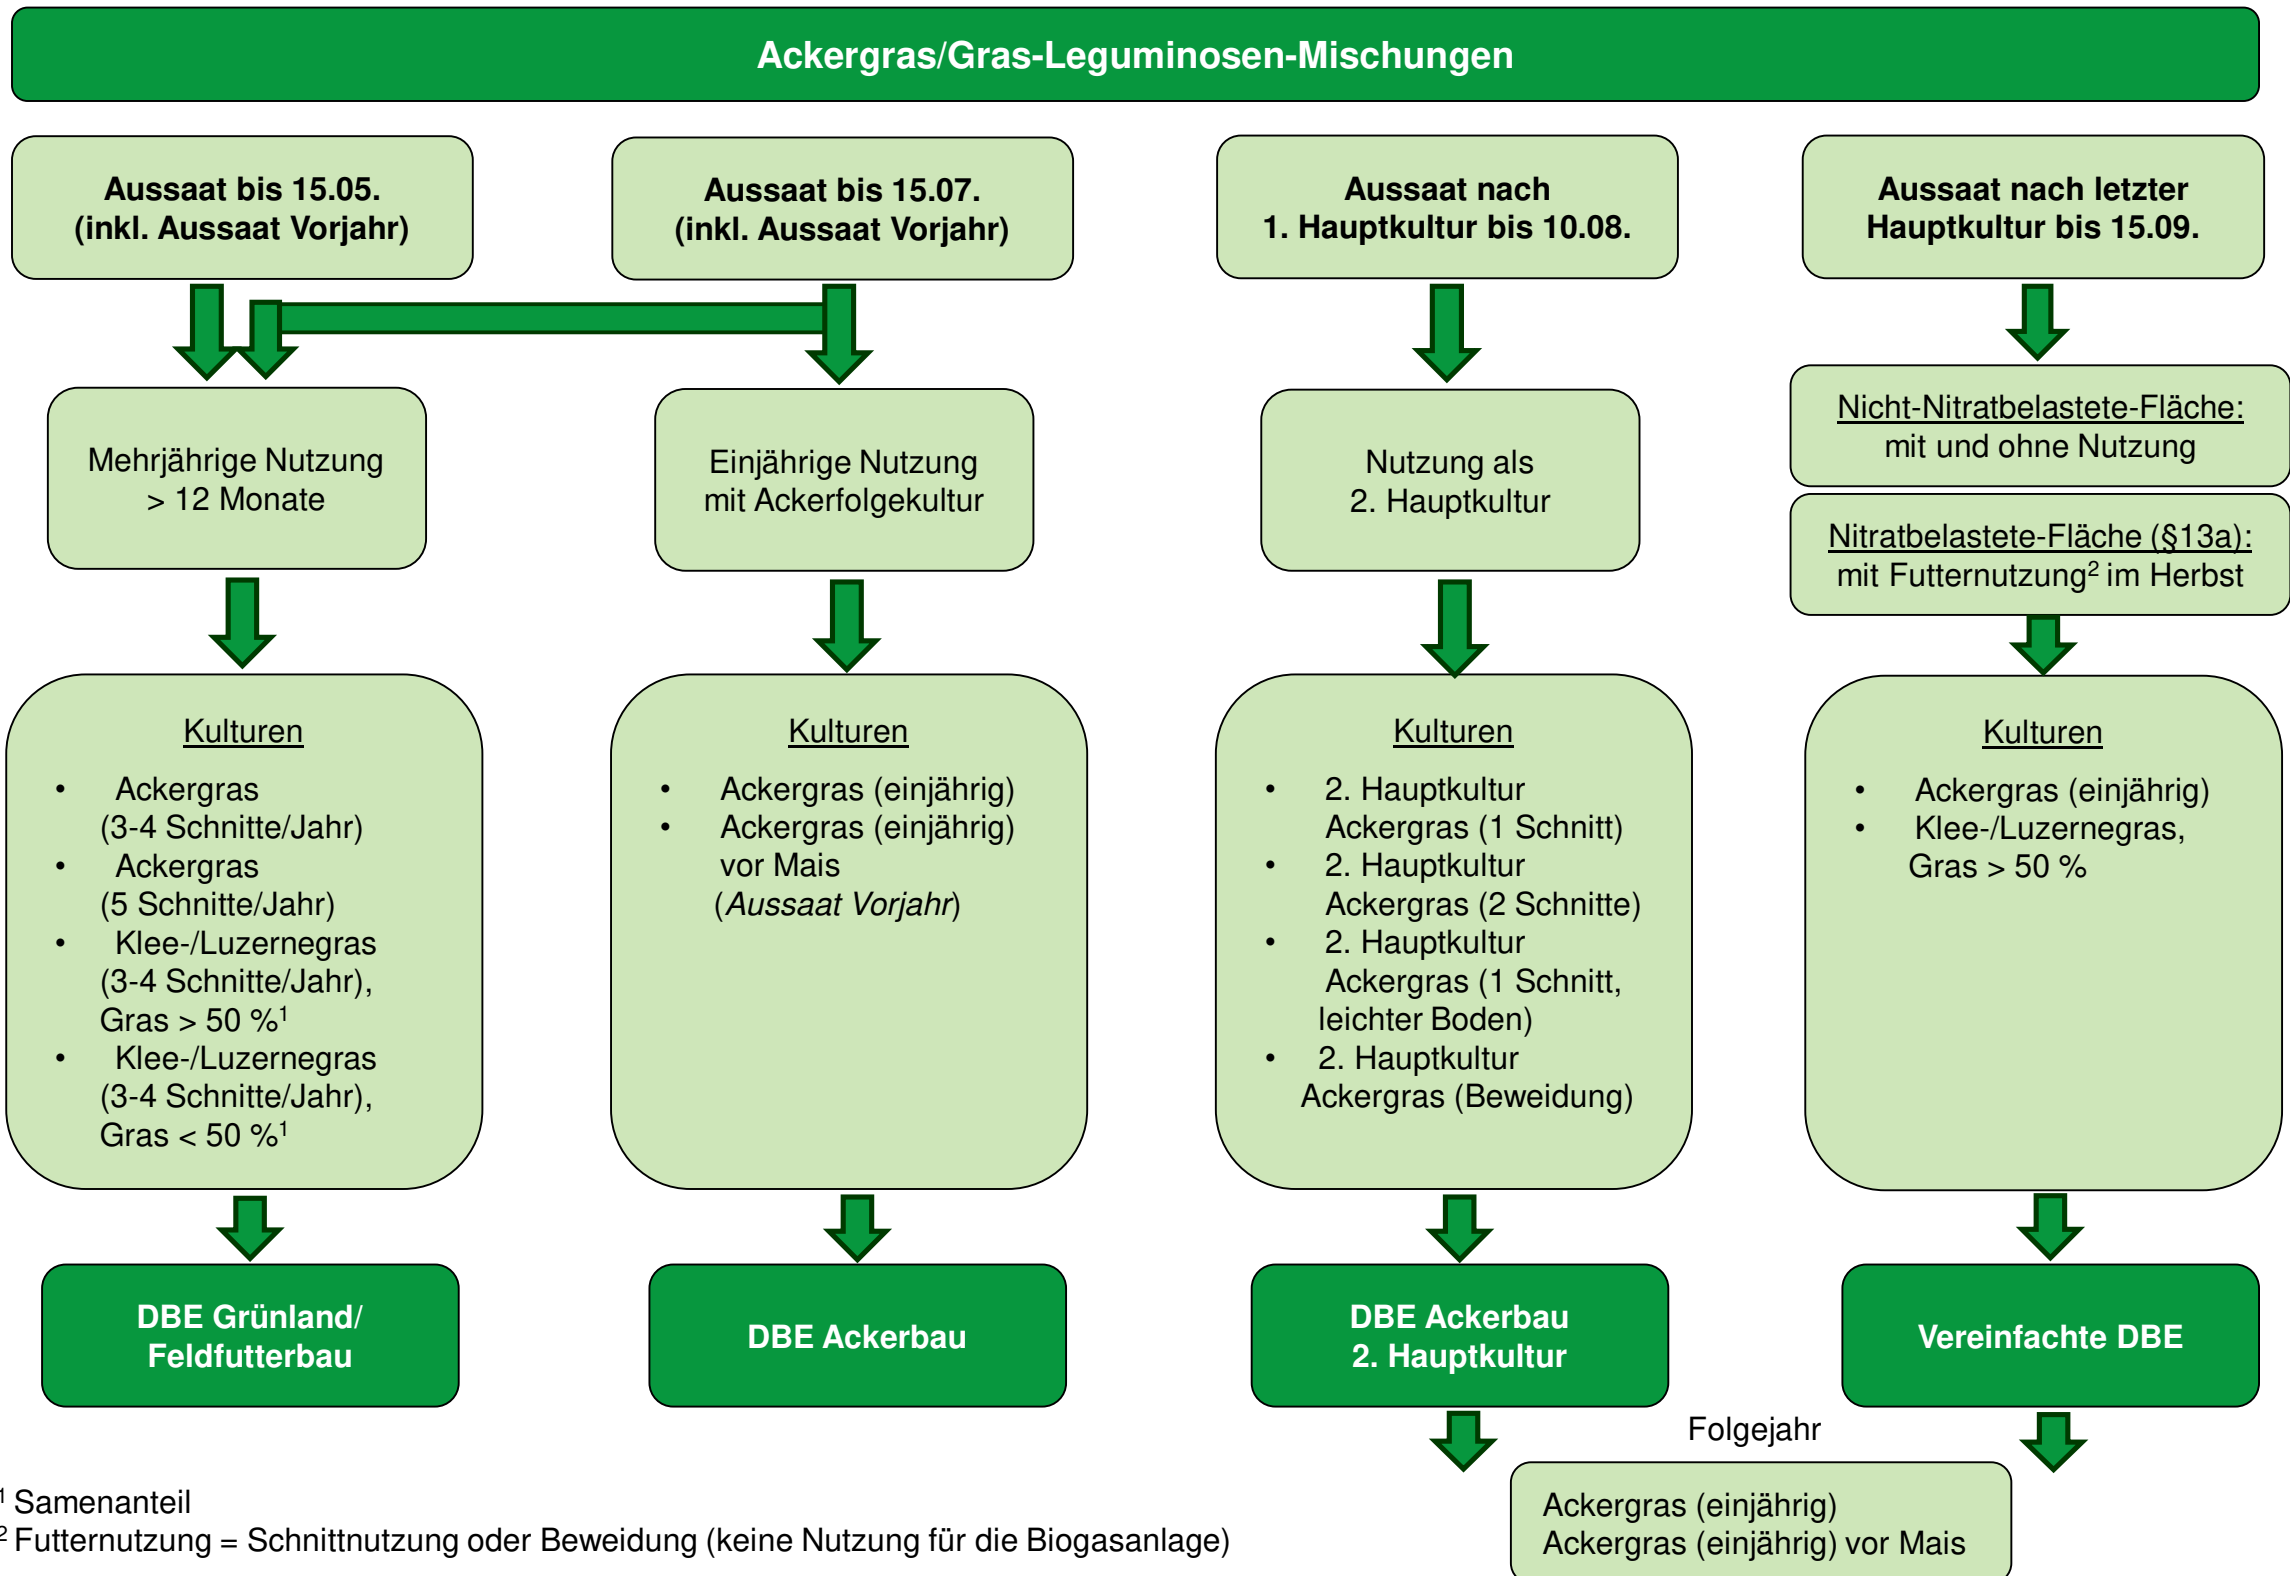 Ackergras/Gras-Leguminosen-Mischungen
Aussaat bis 15.05.
(inkl. Aussaat Vorjahr)
Aussaat bis 15.07.
(inkl. Aussaat Vorjahr)
Aussaat nach
1. Hauptkultur bis 10.08.
Aussaat nach letzter
Hauptkultur bis 15.09.
Mehrjährige Nutzung
> 12 Monate
Einjährige Nutzung
mit Ackerfolgekultur
Nutzung als
2. Hauptkultur
Nicht-Nitratbelastete-Fläche:
mit und ohne Nutzung
Nitratbelastete-Fläche (§13a):
mit Futternutzung² im Herbst
Kulturen
• Ackergras
(3-4 Schnitte/Jahr)
• Ackergras
(5 Schnitte/Jahr)
• Klee-/Luzernegras
(3-4 Schnitte/Jahr),
Gras > 50 %¹
• Klee-/Luzernegras
(3-4 Schnitte/Jahr),
Gras < 50 %¹
Kulturen
• Ackergras (einjährig)
• Ackergras (einjährig)
vor Mais
(Aussaat Vorjahr)
Kulturen
• 2. Hauptkultur
Ackergras (1 Schnitt)
• 2. Hauptkultur
Ackergras (2 Schnitte)
• 2. Hauptkultur
Ackergras (1 Schnitt,
leichter Boden)
• 2. Hauptkultur
Ackergras (Beweidung)
Kulturen
• Ackergras (einjährig)
• Klee-/Luzernegras,
Gras > 50 %
DBE Grünland/
Feldfutterbau
DBE Ackerbau
DBE Ackerbau
2. Hauptkultur
Vereinfachte DBE
Folgejahr
Ackergras (einjährig)
Ackergras (einjährig) vor Mais
¹ Samenanteil
² Futternutzung = Schnittnutzung oder Beweidung (keine Nutzung für die Biogasanlage)